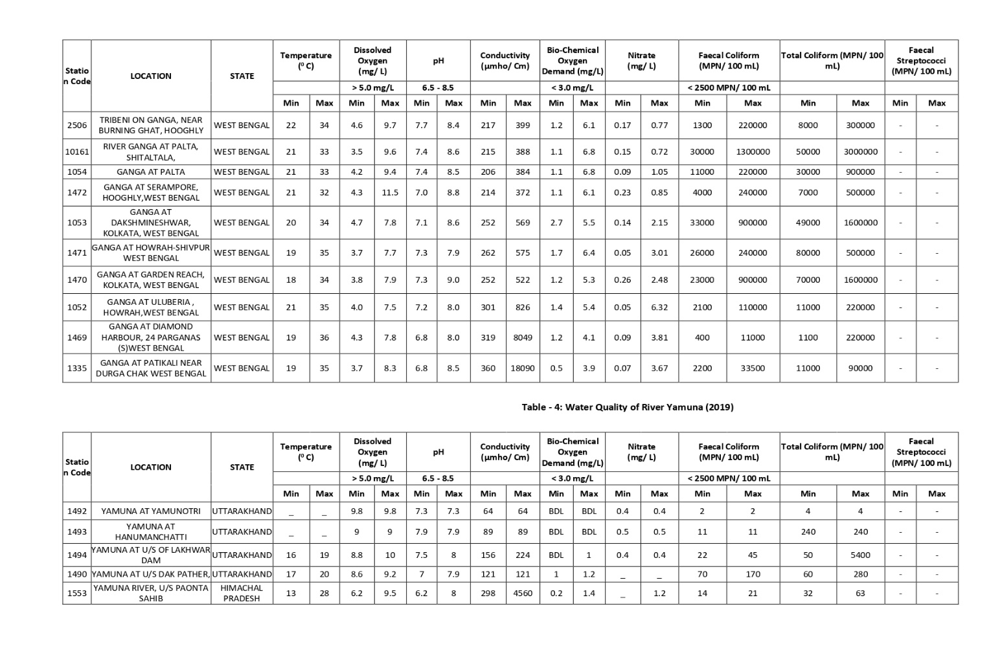 Statio n Code LOCATION STATE Temperature (⁰ C) Dissolved Oxygen (mg/ L) pH Conductivity (µmho/ Cm) Bio-Chemical Oxygen Demand (mg/L) Nitrate (mg/ L) Faecal Coliform (MPN/ 100 mL) Total Coliform (MPN/ 100 mL) Faecal Streptococci (MPN/ 100 mL)
> 5.0 mg/L 6.5 - 8.5 < 3.0 mg/L < 2500 MPN/ 100 mL
Min Max Min Max Min Max Min Max Min Max Min Max Min Max Min Max Min Max
2506 TRIBENI ON GANGA, NEAR BURNING GHAT, HOOGHLY WEST BENGAL 22 34 4.6 9.7 7.7 8.4 217 399 1.2 6.1 0.17 0.77 1300 220000 8000 300000 - -
10161 RIVER GANGA AT PALTA, SHITALTALA, WEST BENGAL 21 33 3.5 9.6 7.4 8.6 215 388 1.1 6.8 0.15 0.72 30000 1300000 50000 3000000 - -
1054 GANGA AT PALTA WEST BENGAL 21 33 4.2 9.4 7.4 8.5 206 384 1.1 6.8 0.09 1.05 11000 220000 30000 900000 - -
1472 GANGA AT SERAMPORE, HOOGHLY,WEST BENGAL WEST BENGAL 21 32 4.3 11.5 7.0 8.8 214 372 1.1 6.1 0.23 0.85 4000 240000 7000 500000 - -
1053 GANGA AT DAKSHMINESHWAR, KOLKATA, WEST BENGAL WEST BENGAL 20 34 4.7 7.8 7.1 8.6 252 569 2.7 5.5 0.14 2.15 33000 900000 49000 1600000 - -
1471 GANGA AT HOWRAH-SHIVPUR WEST BENGAL WEST BENGAL 19 35 3.7 7.7 7.3 7.9 262 575 1.7 6.4 0.05 3.01 26000 240000 80000 500000 - -
1470 GANGA AT GARDEN REACH, KOLKATA, WEST BENGAL WEST BENGAL 18 34 3.8 7.9 7.3 9.0 252 522 1.2 5.3 0.26 2.48 23000 900000 70000 1600000 - -
1052 GANGA AT ULUBERIA , HOWRAH,WEST BENGAL WEST BENGAL 21 35 4.0 7.5 7.2 8.0 301 826 1.4 5.4 0.05 6.32 2100 110000 11000 220000 - -
1469 GANGA AT DIAMOND HARBOUR, 24 PARGANAS (S)WEST BENGAL WEST BENGAL 19 36 4.3 7.8 6.8 8.0 319 8049 1.2 4.1 0.09 3.81 400 11000 1100 220000 - -
1335 GANGA AT PATIKALI NEAR DURGA CHAK WEST BENGAL WEST BENGAL 19 35 3.7 8.3 6.8 8.5 360 18090 0.5 3.9 0.07 3.67 2200 33500 11000 90000 - -
Table - 4: Water Quality of River Yamuna (2019)
Statio n Code LOCATION STATE Temperature (⁰ C) Dissolved Oxygen (mg/ L) pH Conductivity (µmho/ Cm) Bio-Chemical Oxygen Demand (mg/L) Nitrate (mg/ L) Faecal Coliform (MPN/ 100 mL) Total Coliform (MPN/ 100 mL) Faecal Streptococci (MPN/ 100 mL)
> 5.0 mg/L 6.5 - 8.5 < 3.0 mg/L < 2500 MPN/ 100 mL
Min Max Min Max Min Max Min Max Min Max Min Max Min Max Min Max Min Max
1492 YAMUNA AT YAMUNOTRI UTTARAKHAND _ _ 9.8 9.8 7.3 7.3 64 64 BDL BDL 0.4 0.4 2 2 4 4 - -
1493 YAMUNA AT HANUMANCHATTI UTTARAKHAND _ _ 9 9 7.9 7.9 89 89 BDL BDL 0.5 0.5 11 11 240 240 - -
1494 YAMUNA AT U/S OF LAKHWAR DAM UTTARAKHAND 16 19 8.8 10 7.5 8 156 224 BDL 1 0.4 0.4 22 45 50 5400 - -
1490 YAMUNA AT U/S DAK PATHER, UTTARAKHAND 17 20 8.6 9.2 7 7.9 121 121 1 1.2 _ _ 70 170 60 280 - -
1553 YAMUNA RIVER, U/S PAONTA SAHIB HIMACHAL PRADESH 13 28 6.2 9.5 6.2 8 298 4560 0.2 1.4 _ 1.2 14 21 32 63 - -